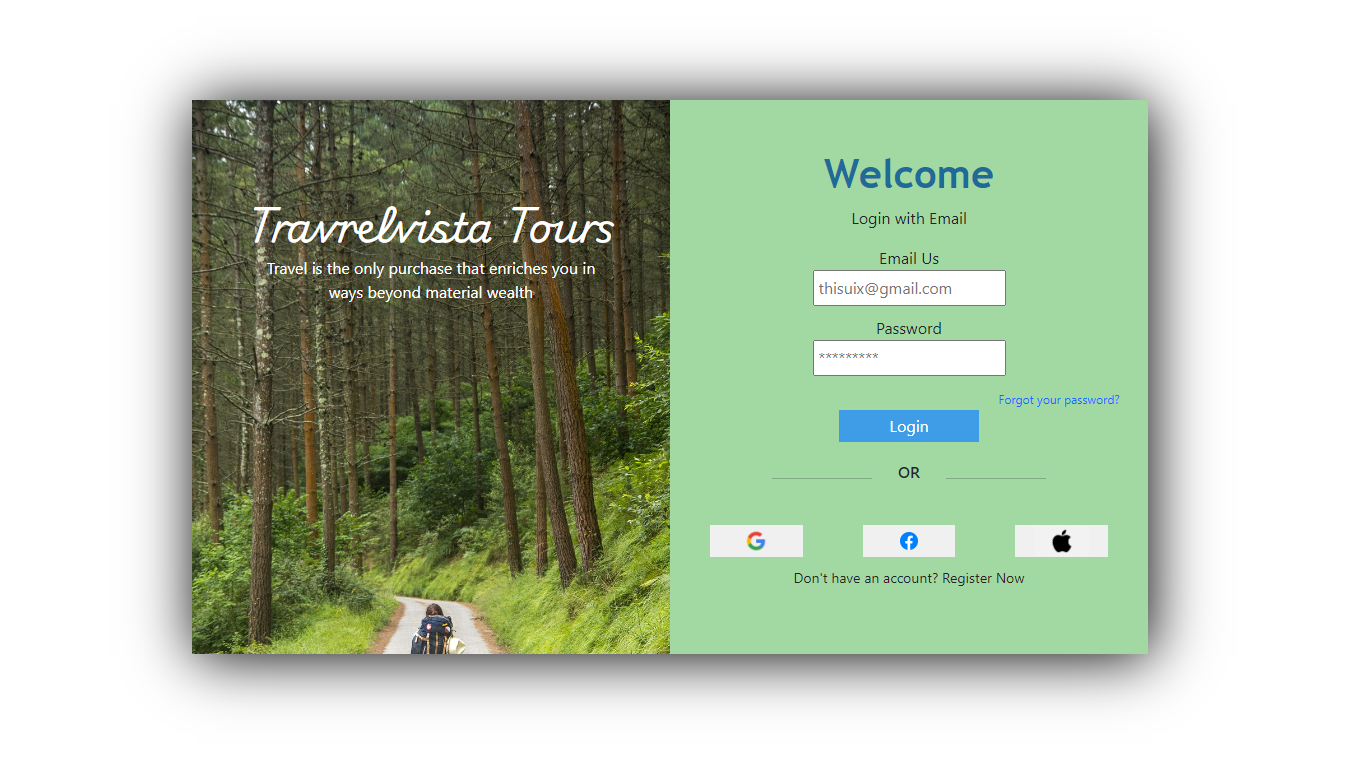 Travrelvista Tours
Travel is the only purchase that enriches you in
ways beyond material wealth
Welcome
Login with Email
Email Us
thisuix@gmail.com
Password
*********
Forgot your password?
Login
OR
Don't have an account? Register Now